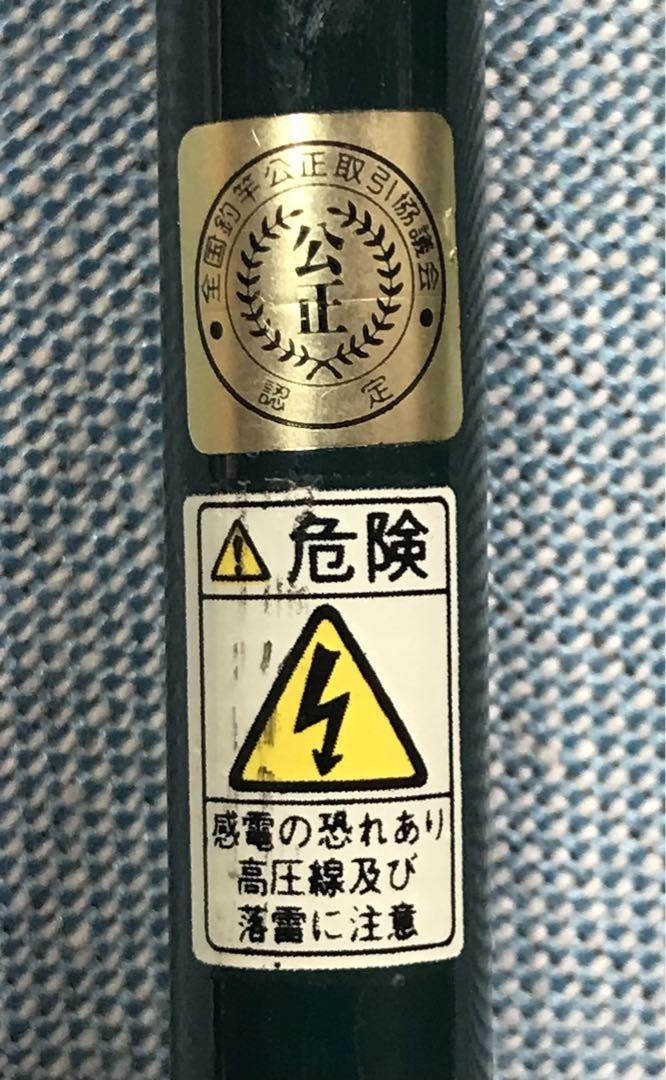 全国釣竿公正取引協議会
公正
認定
危険
感電の恐れあり
高圧線及び
落雷に注意